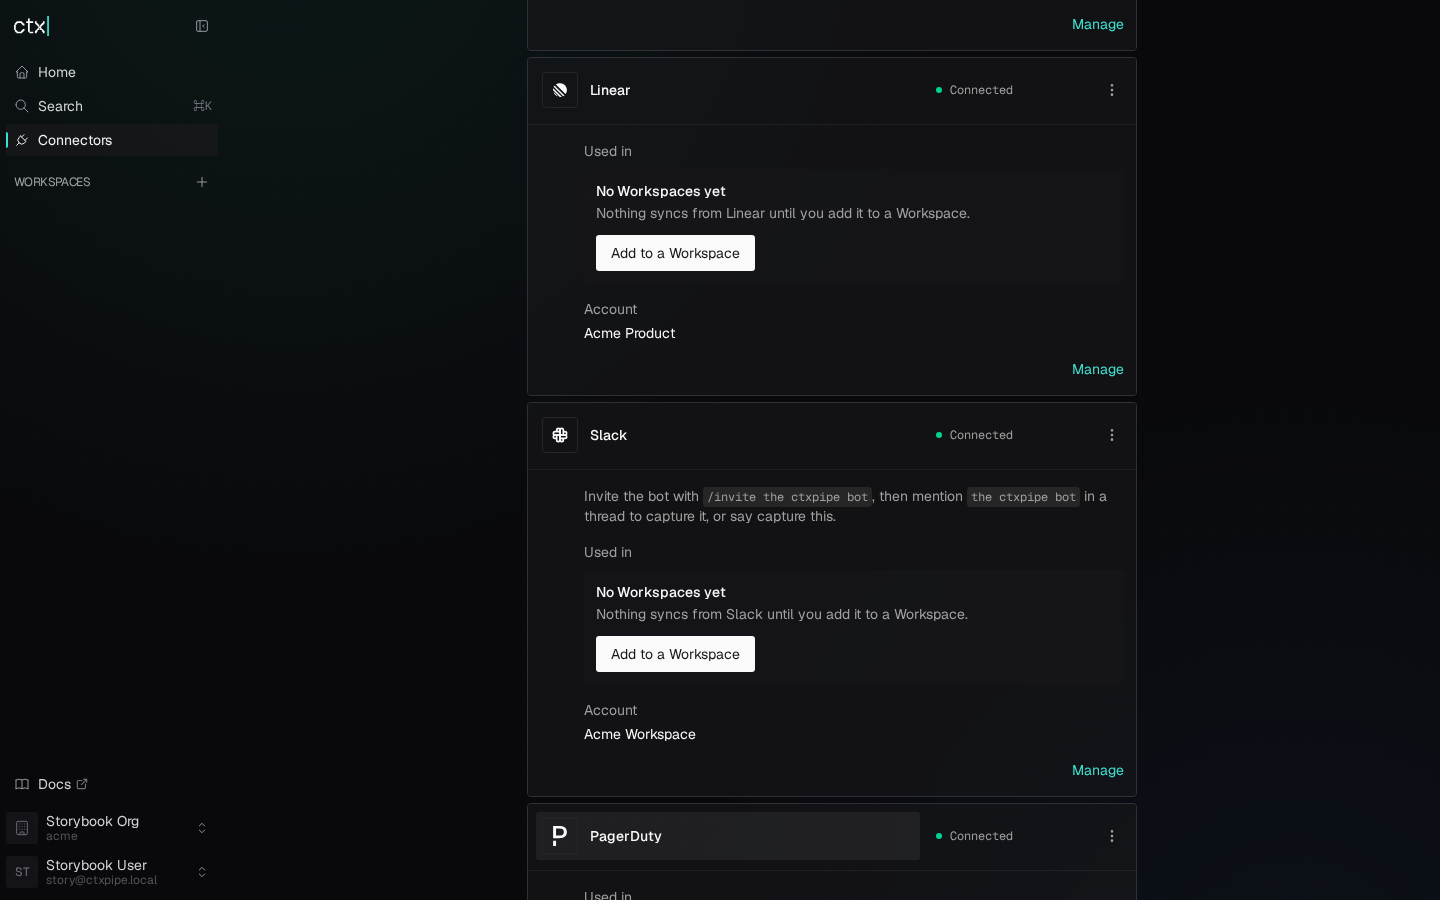 ctx
Home
Search ⌘K
Connectors
WORKSPACES
Docs
Storybook Org
acme
ST
Storybook User
story@ctxpipe.local
Manage
Linear
Connected
Used in
No Workspaces yet
Nothing syncs from Linear until you add it to a Workspace.
Add to a Workspace
Account
Acme Product
Manage
Slack
Connected
Invite the bot with /invite the ctxpipe bot, then mention the ctxpipe bot in a
thread to capture it, or say capture this.
Used in
No Workspaces yet
Nothing syncs from Slack until you add it to a Workspace.
Add to a Workspace
Account
Acme Workspace
Manage
PagerDuty
Connected
Used in